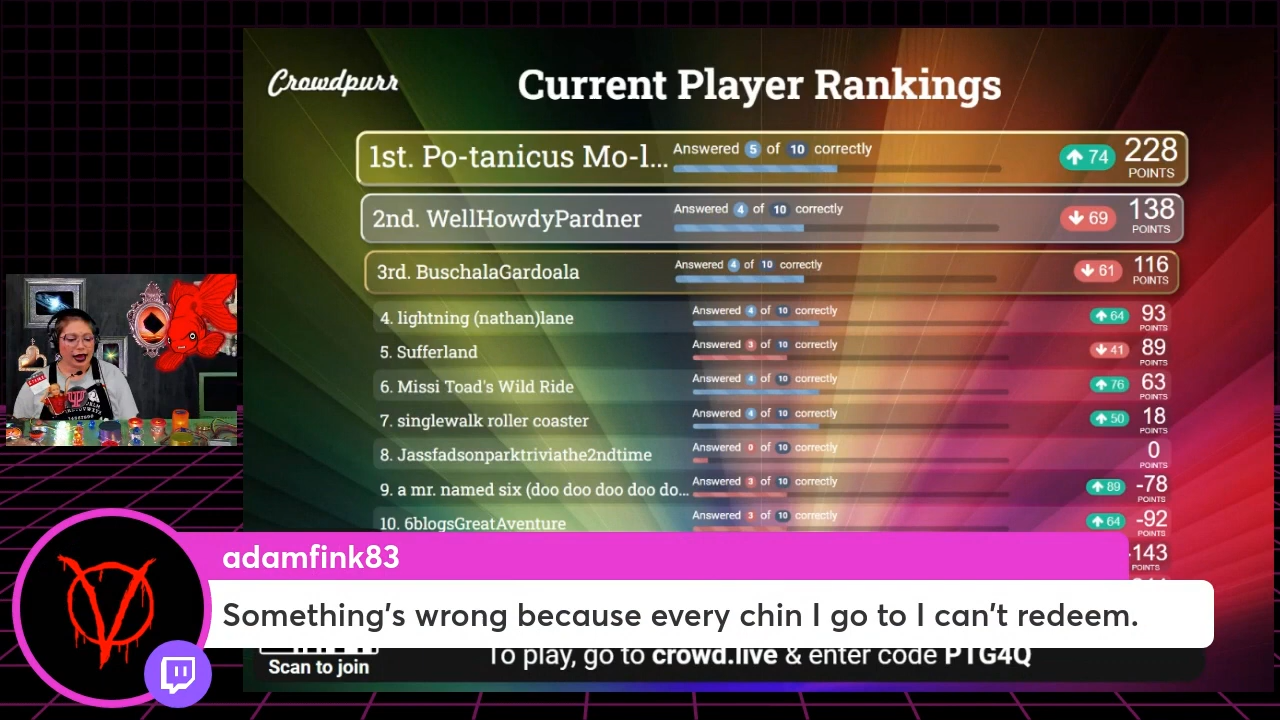 Crowdpurr
Current Player Rankings
1st. Po-tanicus Mo-l... Answered 5 of 10 correctly 74 228 POINTS
2nd. WellHowdyPardner Answered 4 of 10 correctly 69 138 POINTS
3rd. BuschalaGardoala Answered 4 of 10 correctly 61 116 POINTS
4. lightning (nathan)lane Answered 4 of 10 correctly 64 93 POINTS
5. Sufferland Answered 3 of 10 correctly 41 89 POINTS
6. Missi Toad's Wild Ride Answered 4 of 10 correctly 76 63 POINTS
7. singlewalk roller coaster Answered 4 of 10 correctly 50 18 POINTS
8. Jassfadsonparktriviathe2ndtime Answered 0 of 10 correctly 0 POINTS
9. a mr. named six (doo doo doo doo do... Answered 3 of 10 correctly 89 -78 POINTS
10. 6blogsGreatAventure Answered 3 of 10 correctly 64 -92 POINTS
-143 POINTS
adamfink83
Something's wrong because every chin I go to I can't redeem.
Scan to join
To play, go to crowd.live & enter code PTG4Q